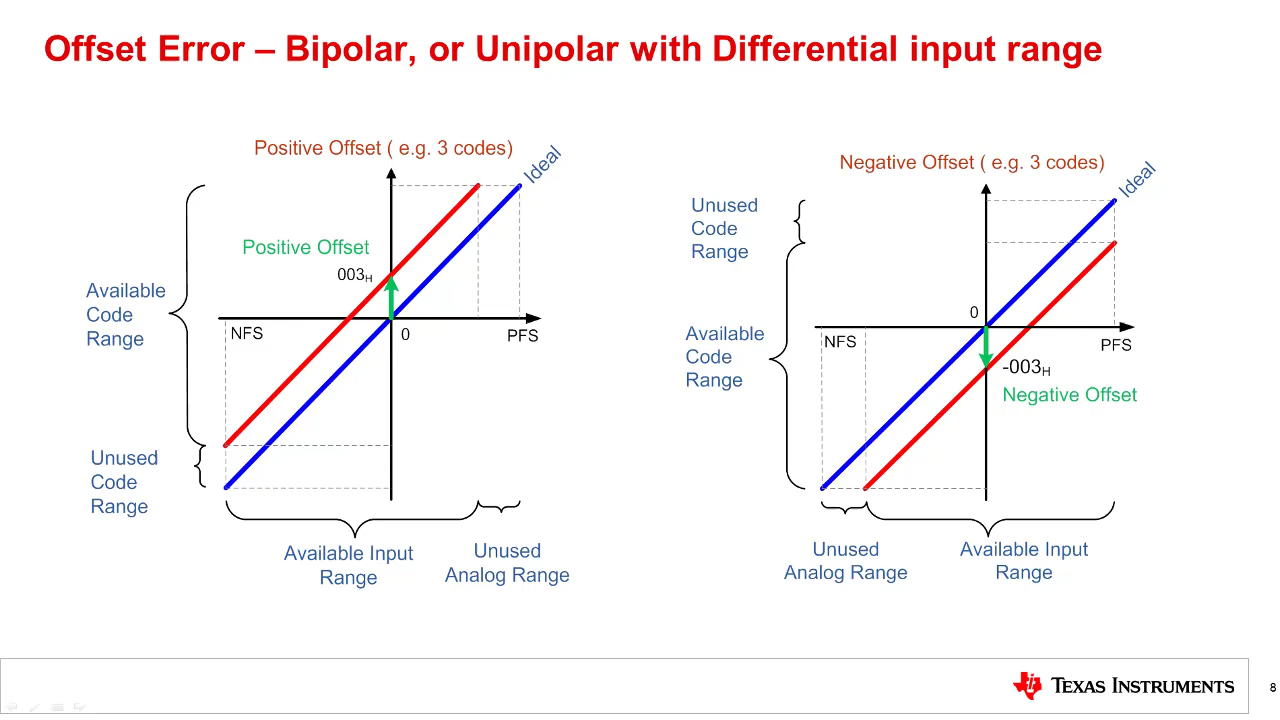 Offset Error – Bipolar, or Unipolar with Differential input range
Positive Offset ( e.g. 3 codes)
Ideal
Positive Offset
003H
Available
Code
Range
NFS
0
PFS
Unused
Code
Range
Available Input
Range
Unused
Analog Range
Negative Offset ( e.g. 3 codes)
Ideal
Unused
Code
Range
0
Available
Code
Range
NFS
PFS
-003H
Negative Offset
Unused
Analog Range
Available Input
Range
TEXAS INSTRUMENTS
8